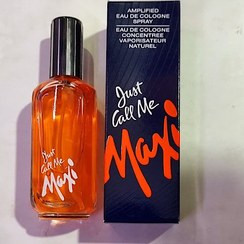 AMPLIFIED
EAU DE COLOGNE
SPRAY
EAU DE COLOGNE
CONCENTREE
VAPORISATEUR
NATUREL
Just
Call Me
Maxi
Just
Call Me
Maxi